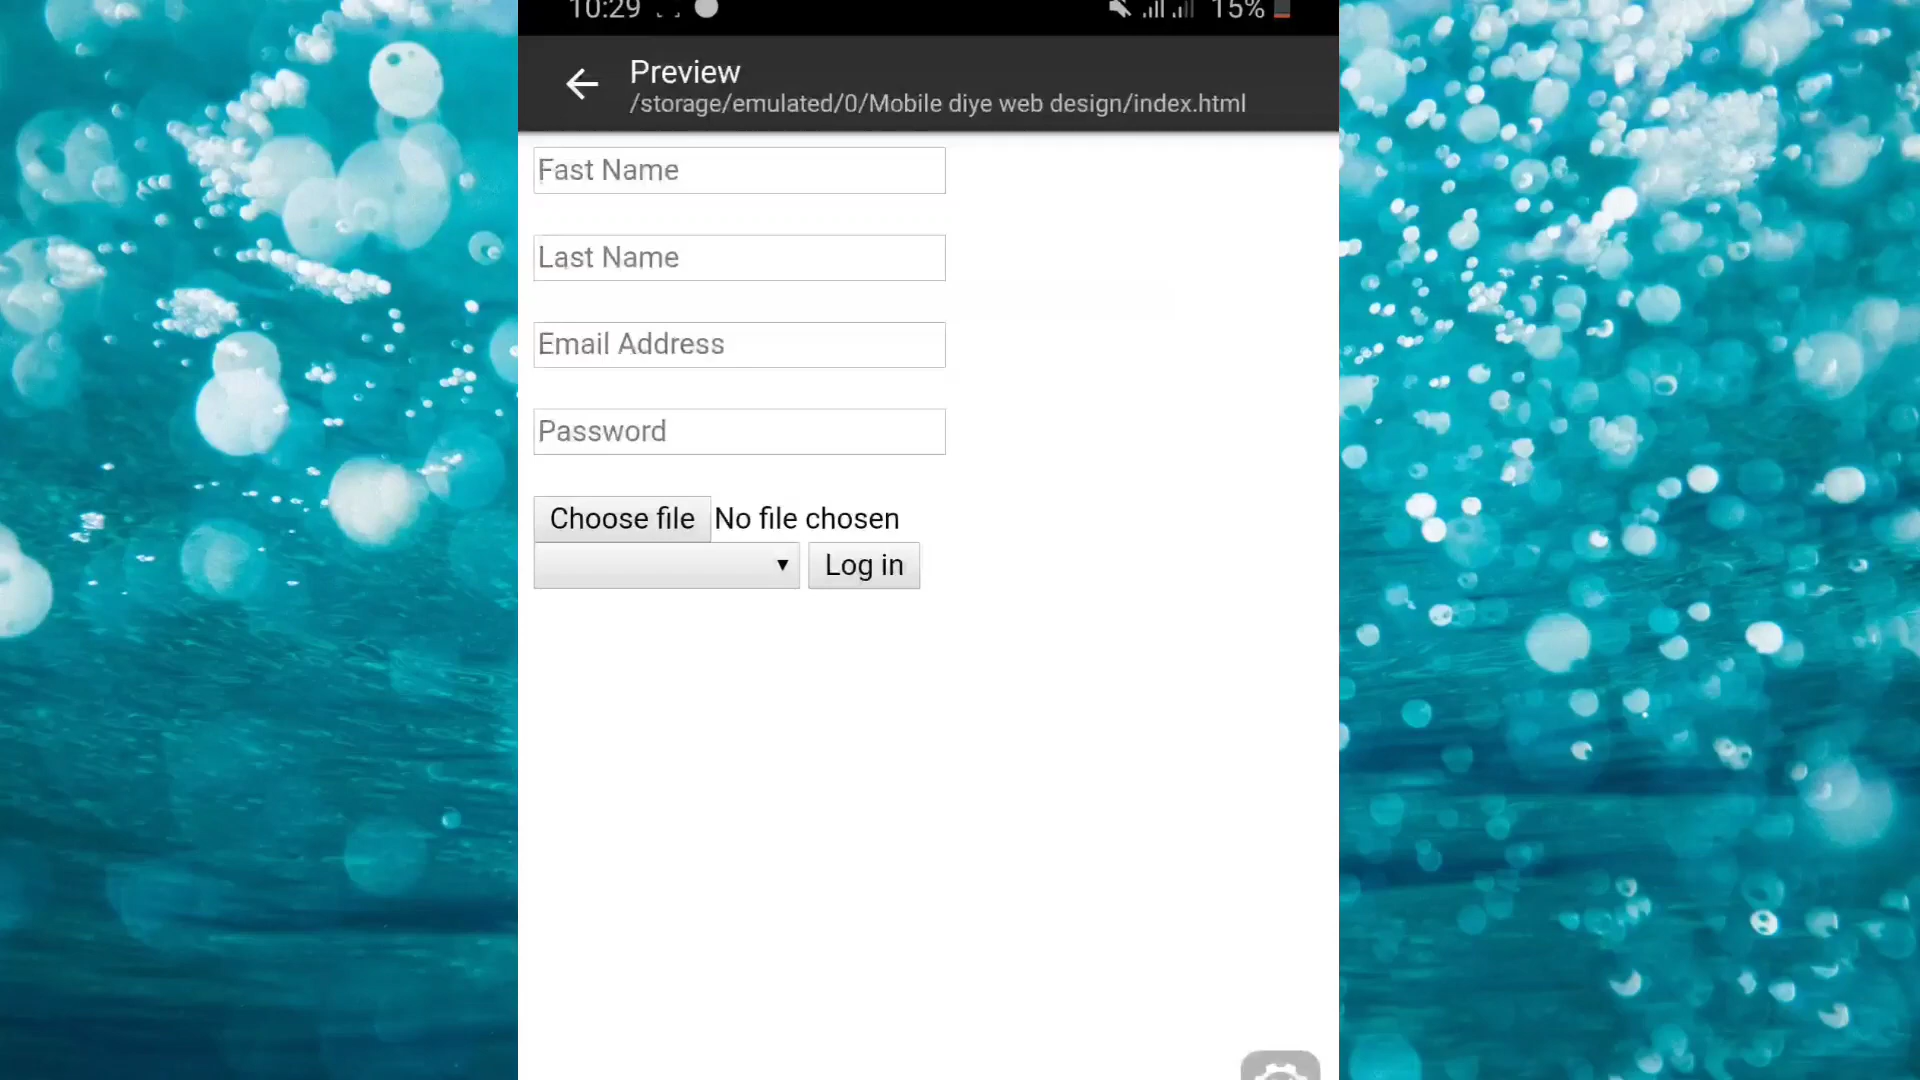 10:29 15%
Preview
/storage/emulated/0/Mobile diye web design/index.html
Fast Name
Last Name
Email Address
Password
Choose file No file chosen
Log in